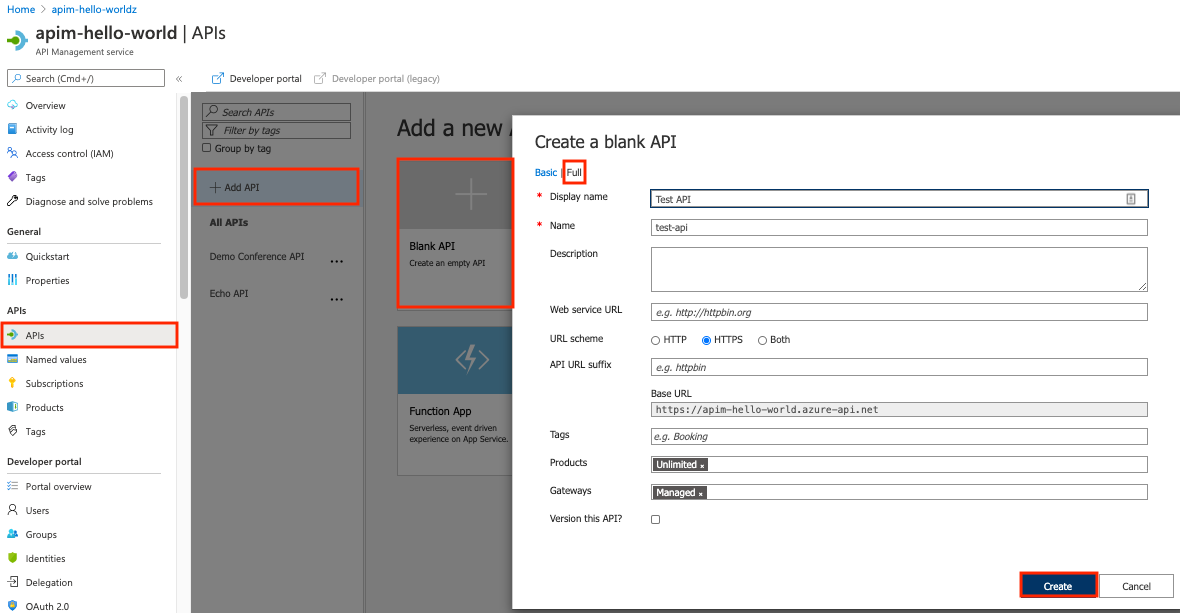 Home > apim-hello-worldz
apim-hello-world | APIs
API Management service
Search (Cmd+/)
«
Overview
Activity log
Access control (IAM)
Tags
Diagnose and solve problems
General
Quickstart
Properties
APIs
APIs
Named values
Subscriptions
Products
Tags
Developer portal
Portal overview
Users
Groups
Identities
Delegation
OAuth 2.0
Developer portal
Developer portal (legacy)
Search APIs
Filter by tags
Group by tag
+ Add API
All APIs
Demo Conference API ...
Echo API ...
Add a new
Blank API
Create an empty API
Function App
Serverless, event driven
experience on App Service.
Create a blank API
Basic | Full
* Display name Test API
* Name test-api
Description
Web service URL e.g. http://httpbin.org
URL scheme HTTP HTTPS Both
API URL suffix e.g. httpbin
Base URL
https://apim-hello-world.azure-api.net
Tags e.g. Booking
Products Unlimited ×
Gateways Managed ×
Version this API?
Create Cancel